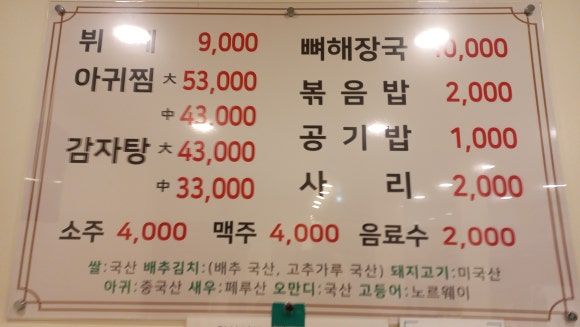 뷔 9,000
아귀찜 大 53,000
中 43,000
감자탕 大 43,000
中 33,000
뼈해장국 10,000
볶음밥 2,000
공기밥 1,000
사리 2,000
소주 4,000 맥주 4,000 음료수 2,000
쌀:국산 배추김치:(배추 국산, 고추가루 국산) 돼지고기:미국산
아귀:중국산 새우:페루산 오만디:국산 고등어:노르웨이